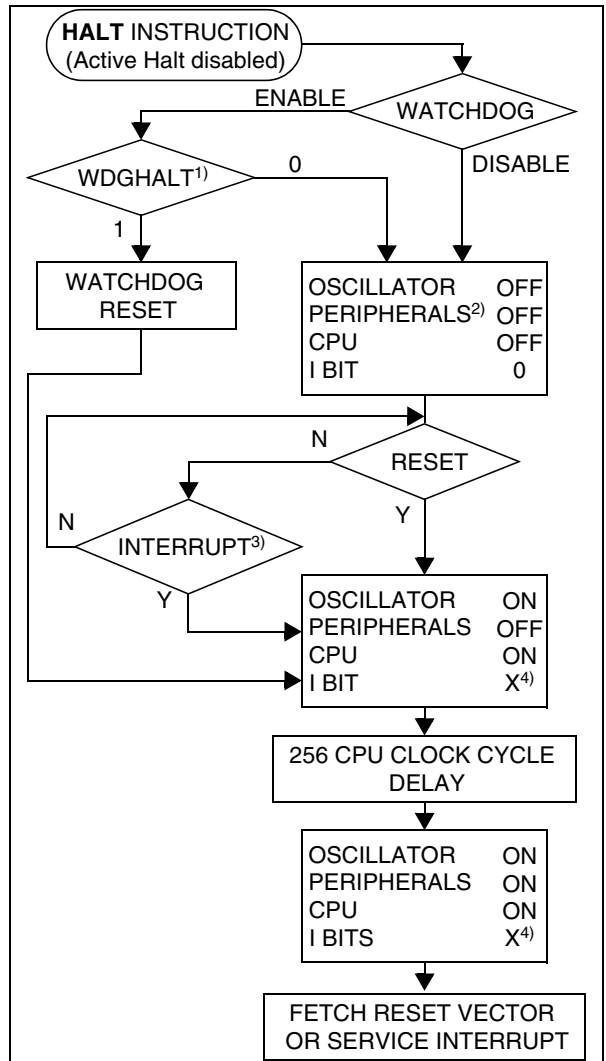 HALT INSTRUCTION
(Active Halt disabled)
ENABLE
WATCHDOG
DISABLE
WDGHALT1)
0
1
WATCHDOG
RESET
OSCILLATOR OFF
PERIPHERALS2) OFF
CPU OFF
I BIT 0
N
RESET
Y
N
INTERRUPT3)
Y
OSCILLATOR ON
PERIPHERALS OFF
CPU ON
I BIT X4)
256 CPU CLOCK CYCLE
DELAY
OSCILLATOR ON
PERIPHERALS ON
CPU ON
I BITS X4)
FETCH RESET VECTOR
OR SERVICE INTERRUPT